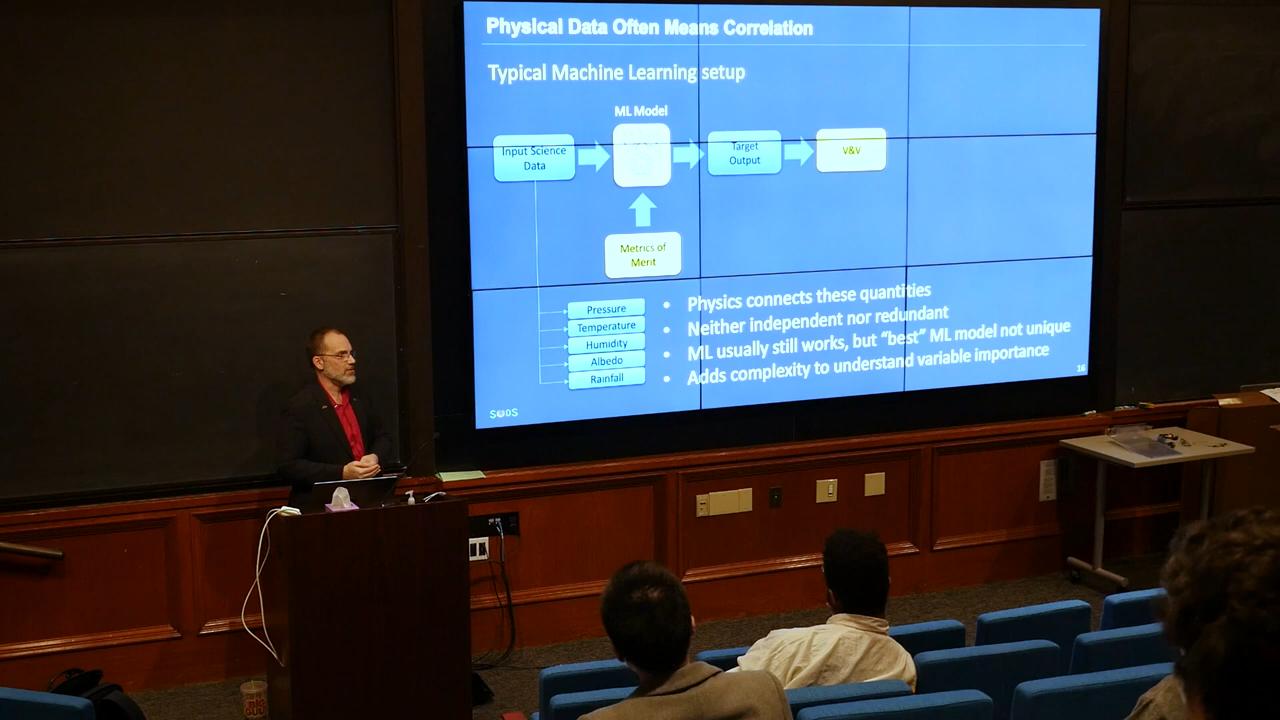 Physical Data Often Means Correlation
Typical Machine Learning setup
ML Model
Input Science
Data
Target
Output
V&V
Metrics of
Merit
Pressure
Temperature
Humidity
Albedo
Rainfall
• Physics connects these quantities
• Neither independent nor redundant
• ML usually still works, but “best” ML model not unique
• Adds complexity to understand variable importance
16